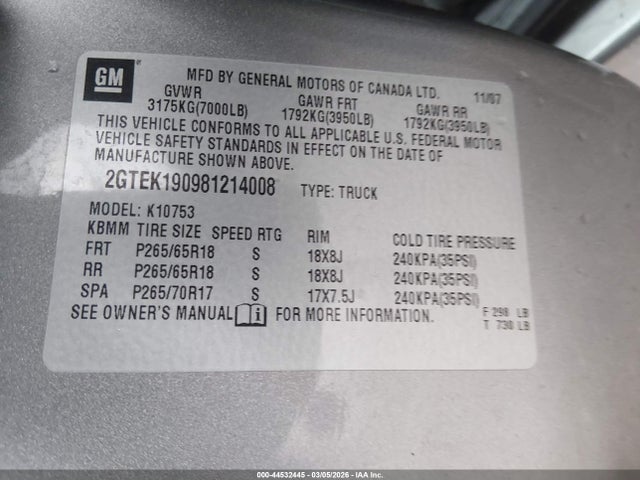 GM
MFD BY GENERAL MOTORS OF CANADA LTD. 11/07
GVWR GAWR FRT GAWR RR
3175KG(7000LB) 1792KG(3950LB) 1792KG(3950LB)
THIS VEHICLE CONFORMS TO ALL APPLICABLE U.S. FEDERAL MOTOR
VEHICLE SAFETY STANDARDS IN EFFECT ON THE DATE OF
MANUFACTURE SHOWN ABOVE.
2GTEK190981214008 TYPE: TRUCK
MODEL: K10753
KBMM TIRE SIZE SPEED RTG RIM COLD TIRE PRESSURE
FRT P265/65R18 S 18X8J 240KPA(35PSI)
RR P265/65R18 S 18X8J 240KPA(35PSI)
SPA P265/70R17 S 17X7.5J 240KPA(35PSI)
SEE OWNER'S MANUAL i FOR MORE INFORMATION.
F 298 LB
T 730 LB
000-44532445 - 03/05/2026 - IAA Inc.